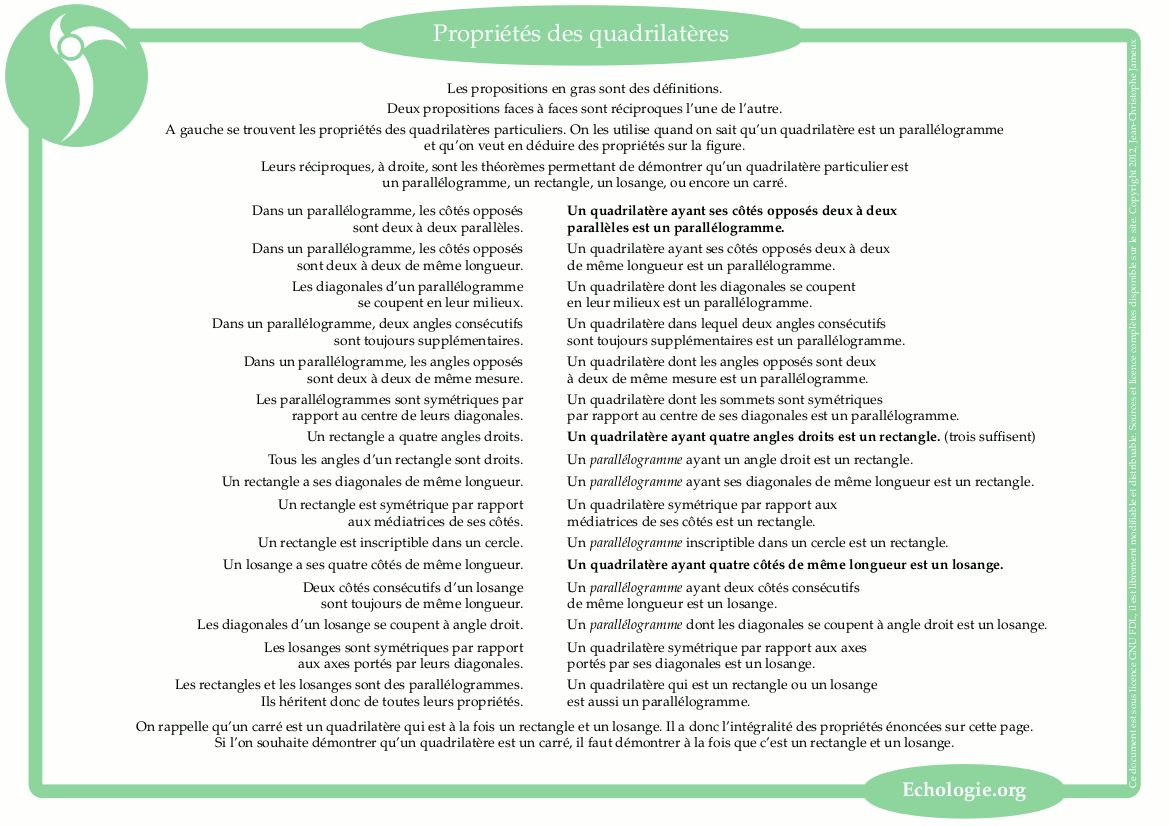 Propriétés des quadrilatères
Les propositions en gras sont des définitions.
Deux propositions faces à faces sont réciproques l'une de l'autre.
A gauche se trouvent les propriétés des quadrilatères particuliers. On les utilise quand on sait qu'un quadrilatère est un parallélogramme
et qu'on veut en déduire des propriétés sur la figure.
Leurs réciproques, à droite, sont les théorèmes permettant de démontrer qu'un quadrilatère particulier est
un parallélogramme, un rectangle, un losange, ou encore un carré.
Dans un parallélogramme, les côtés opposés
sont deux à deux parallèles.
Un quadrilatère ayant ses côtés opposés deux à deux
parallèles est un parallélogramme.
Dans un parallélogramme, les côtés opposés
sont deux à deux de même longueur.
Un quadrilatère ayant ses côtés opposés deux à deux
de même longueur est un parallélogramme.
Les diagonales d'un parallélogramme
se coupent en leur milieux.
Un quadrilatère dont les diagonales se coupent
en leur milieux est un parallélogramme.
Dans un parallélogramme, deux angles consécutifs
sont toujours supplémentaires.
Un quadrilatère dans lequel deux angles consécutifs
sont toujours supplémentaires est un parallélogramme.
Dans un parallélogramme, les angles opposés
sont deux à deux de même mesure.
Un quadrilatère dont les angles opposés sont deux
à deux de même mesure est un parallélogramme.
Les parallélogrammes sont symétriques par
rapport au centre de leurs diagonales.
Un quadrilatère dont les sommets sont symétriques
par rapport au centre de ses diagonales est un parallélogramme.
Un rectangle a quatre angles droits.
Un quadrilatère ayant quatre angles droits est un rectangle. (trois suffisent)
Tous les angles d'un rectangle sont droits.
Un parallélogramme ayant un angle droit est un rectangle.
Un rectangle a ses diagonales de même longueur.
Un parallélogramme ayant ses diagonales de même longueur est un rectangle.
Un rectangle est symétrique par rapport
aux médiatrices de ses côtés.
Un quadrilatère symétrique par rapport aux
médiatrices de ses côtés est un rectangle.
Un rectangle est inscriptible dans un cercle.
Un parallélogramme inscriptible dans un cercle est un rectangle.
Un losange a ses quatre côtés de même longueur.
Un quadrilatère ayant quatre côtés de même longueur est un losange.
Deux côtés consécutifs d'un losange
sont toujours de même longueur.
Un parallélogramme ayant deux côtés consécutifs
de même longueur est un losange.
Les diagonales d'un losange se coupent à angle droit.
Un parallélogramme dont les diagonales se coupent à angle droit est un losange.
Les losanges sont symétriques par rapport
aux axes portés par leurs diagonales.
Un quadrilatère symétrique par rapport aux axes
portés par ses diagonales est un losange.
Les rectangles et les losanges sont des parallélogrammes.
Ils héritent donc de toutes leurs propriétés.
Un quadrilatère qui est un rectangle ou un losange
est aussi un parallélogramme.
On rappelle qu'un carré est un quadrilatère qui est à la fois un rectangle et un losange. Il a donc l'intégralité des propriétés énoncées sur cette page.
Si l'on souhaite démontrer qu'un quadrilatère est un carré, il faut démontrer à la fois que c'est un rectangle et un losange.
Echologie.org
Ce document est sous licence GNU FDL, il est librement modifiable et distribuable. Sources et licence complètes disponible sur le site. Copyright 2012, Jean-Christophe Jameux